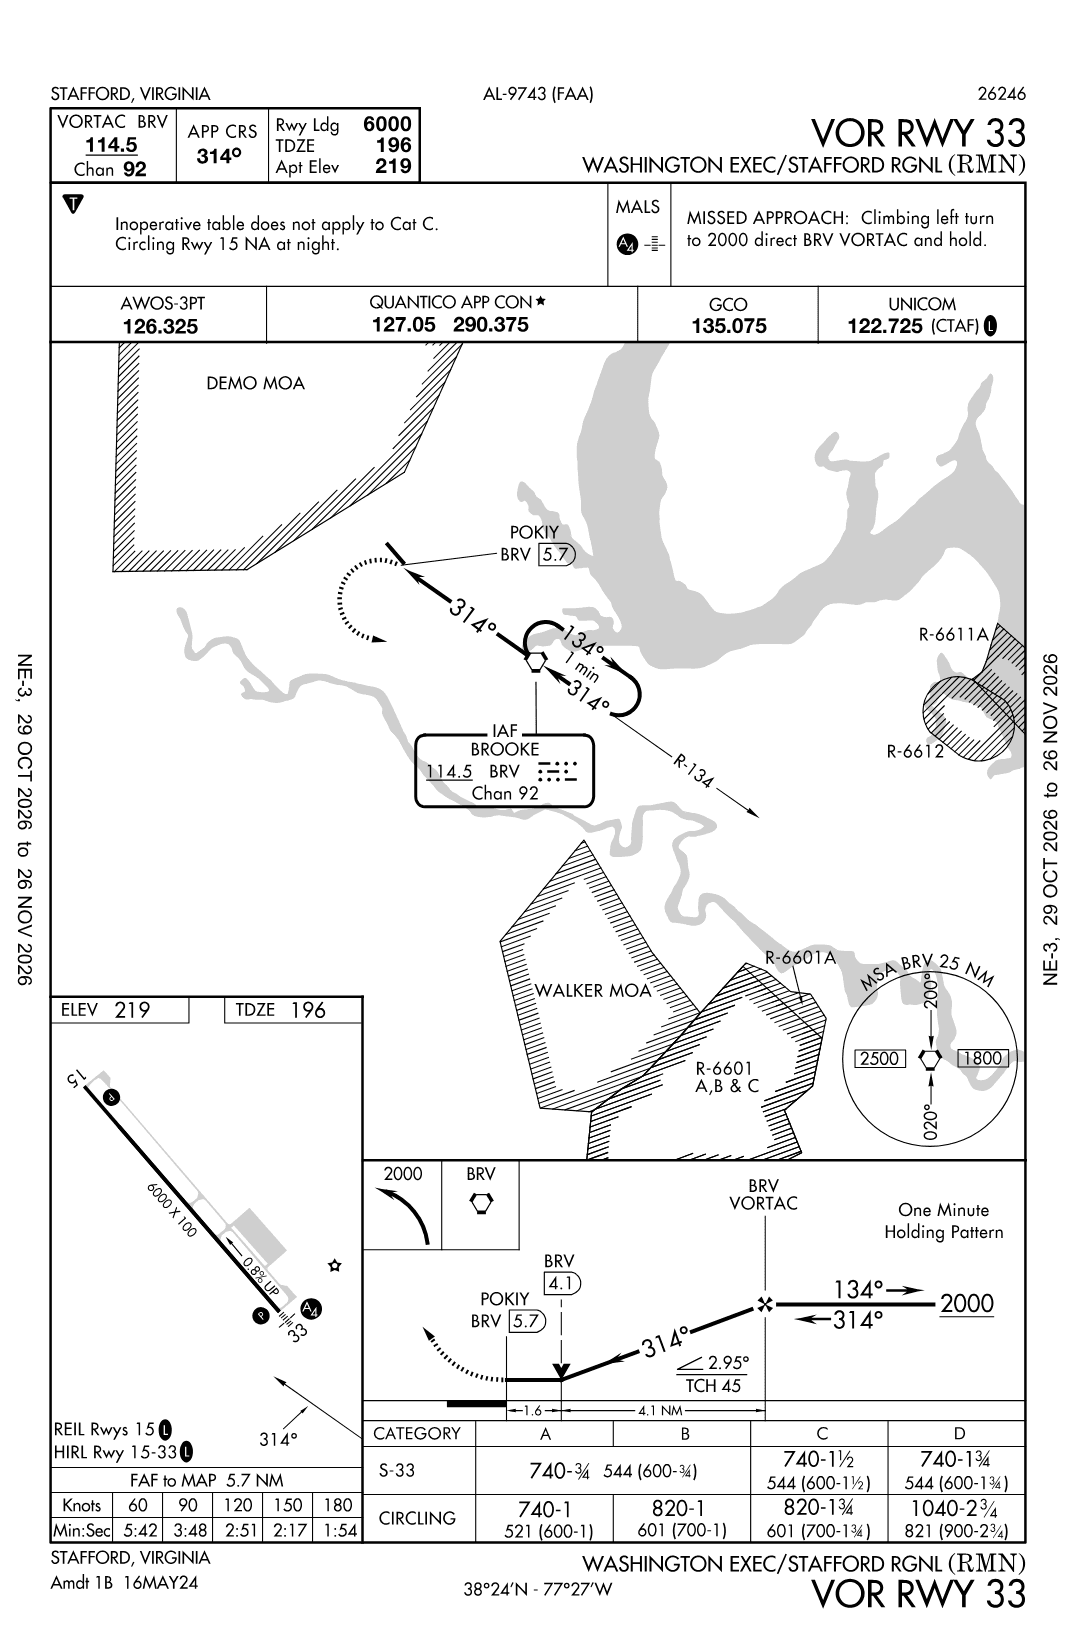 STAFFORD, VIRGINIA
AL-9743 (FAA)
26246
VORTAC BRV
114.5
Chan 92
APP CRS
314°
Rwy Ldg 6000
TDZE 196
Apt Elev 219
VOR RWY 33
WASHINGTON EXEC/STAFFORD RGNL (RMN)
T
Inoperative table does not apply to Cat C.
Circling Rwy 15 NA at night.
MALS
A4
MISSED APPROACH: Climbing left turn
to 2000 direct BRV VORTAC and hold.
AWOS-3PT
126.325
QUANTICO APP CON★
127.05 290.375
GCO
135.075
UNICOM
122.725 (CTAF) L
DEMO MOA
POKIY
BRV 5.7
314°
134°
1 min
314°
R-6611A
R-6612
IAF
BROOKE
114.5 BRV
Chan 92
R-134
R-6601A
WALKER MOA
R-6601
A,B & C
MSA BRV 25 NM
200°
2500
1800
020°
NE-3, 29 OCT 2026 to 26 NOV 2026
NE-3, 29 OCT 2026 to 26 NOV 2026
ELEV 219
TDZE 196
15
P
6000 X 100
0.8% UP
P
A4
33
314°
REIL Rwys 15 L
HIRL Rwy 15-33 L
FAF to MAP 5.7 NM
Knots 60 90 120 150 180
Min:Sec 5:42 3:48 2:51 2:17 1:54
2000
BRV
BRV
VORTAC
One Minute
Holding Pattern
BRV
4.1
POKIY
BRV 5.7
134°
2000
314°
314°
2.95°
TCH 45
1.6
4.1 NM
CATEGORY A B C D
S-33
740-¾ 544 (600-¾)
740-1½
544 (600-1½)
740-1¾
544 (600-1¾)
CIRCLING
740-1
521 (600-1)
820-1
601 (700-1)
820-1¾
601 (700-1¾)
1040-2¾
821 (900-2¾)
STAFFORD, VIRGINIA
Amdt 1B 16MAY24
38°24'N - 77°27'W
WASHINGTON EXEC/STAFFORD RGNL (RMN)
VOR RWY 33